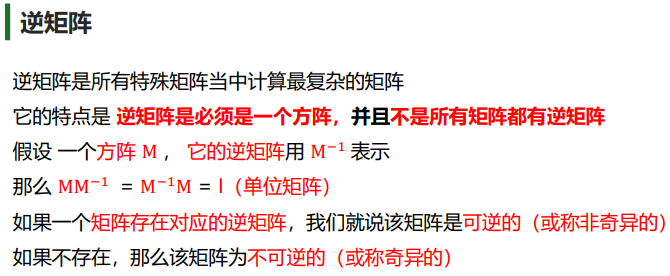 逆矩阵
逆矩阵是所有特殊矩阵当中计算最复杂的矩阵
它的特点是 逆矩阵是必须是一个方阵，并且不是所有矩阵都有逆矩阵
假设 一个方阵 M ， 它的逆矩阵用 M⁻¹ 表示
那么 MM⁻¹ = M⁻¹M = I（单位矩阵）
如果一个矩阵存在对应的逆矩阵，我们就说该矩阵是可逆的（或称非奇异的）
如果不存在，那么该矩阵为不可逆的（或称奇异的）